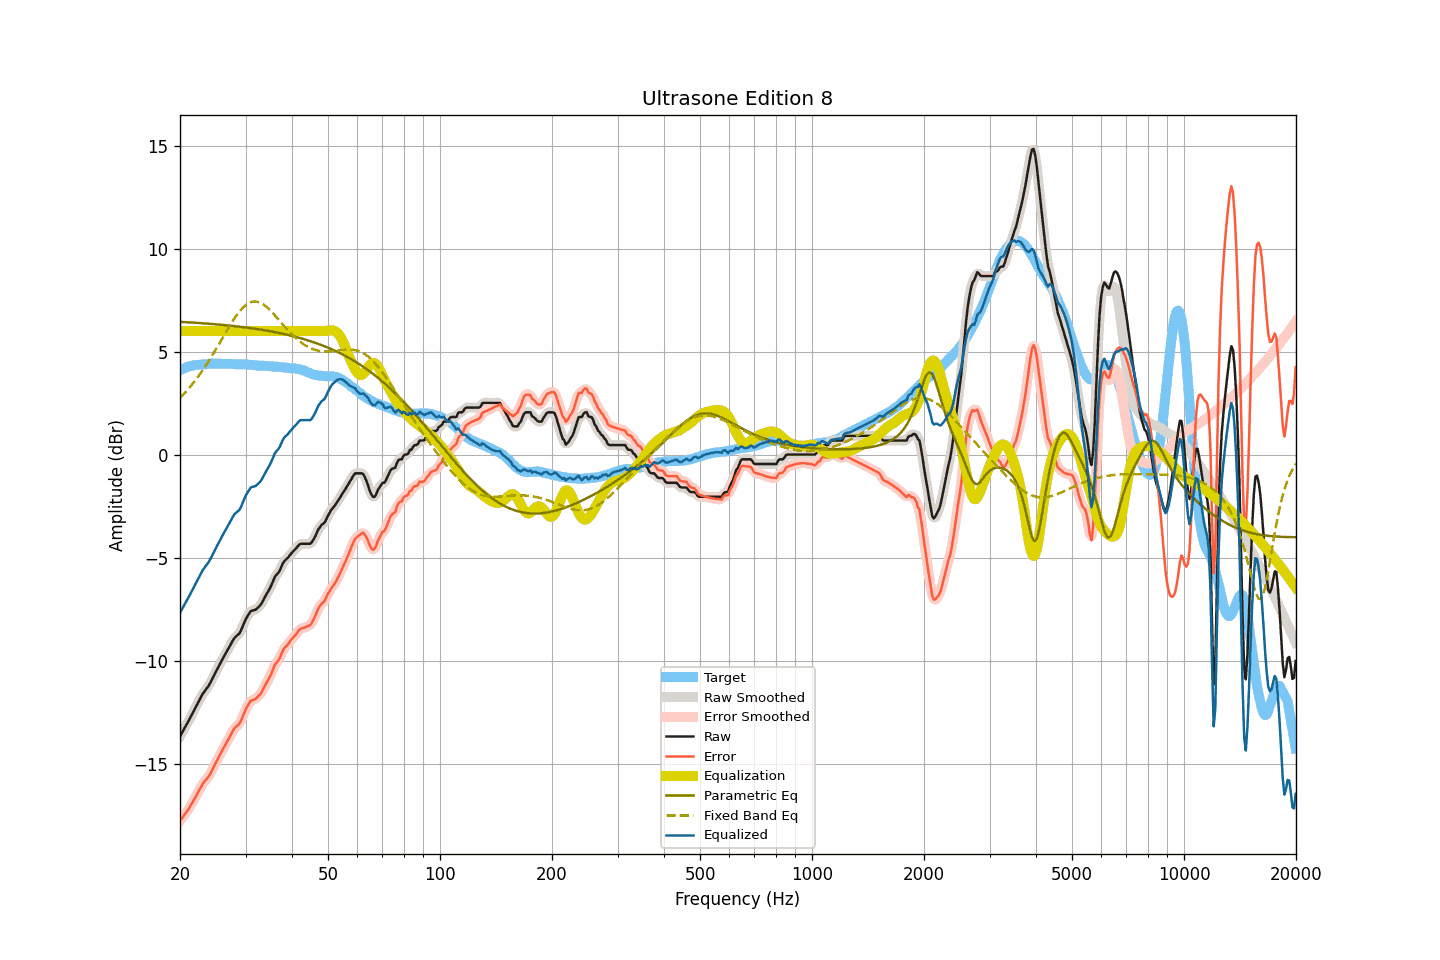 Ultrasone Edition 8
15
10
5
0
−5
−10
−15
Amplitude (dBr)
Target
Raw Smoothed
Error Smoothed
Raw
Error
Equalization
Parametric Eq
Fixed Band Eq
Equalized
20 50 100 200 500 1000 2000 5000 10000 20000
Frequency (Hz)